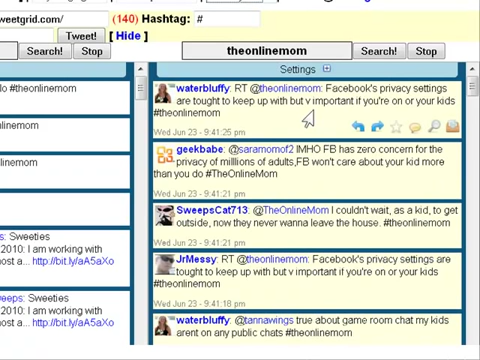 weetgrid.com/ (140) Hashtag: #
Tweet! [ Hide ]
Search! Stop theonlinemom Search! Stop
Settings
lo #theonlinemom
nlinemom
linemom
s: Sweeties
2010: I am working with
ost a... http://bit.ly/aA5aXo
weeps: Sweeties
2010: I am working with
most a... http://bit.ly/aA5aXo
waterbluffy: RT @theonlinemom: Facebook's privacy settings
are tought to keep up with but v important if you're on or your kids
#theonlinemom
Wed Jun 23 - 9:41:25 pm
geekbabe: @saramomof2 IMHO FB has zero concern for the
privacy of milllions of adults,FB won't care about your kid more
than you do #TheOnlineMom
Wed Jun 23 - 9:41:21 pm
SweepsCat713: @TheOnlineMom I couldn't wait, as a kid, to get
outside, now they never wanna leave the house. #theonlinemom
Wed Jun 23 - 9:41:21 pm
JrMessy: RT @theonlinemom: Facebook's privacy settings are
tought to keep up with but v important if you're on or your kids
#theonlinemom
Wed Jun 23 - 9:41:18 pm
waterbluffy: @tannawings true about game room chat my kids
arent on any public chats #theonlinemom